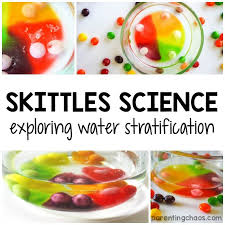 SKITTLES SCIENCE
exploring water stratification
parentingchaos.com